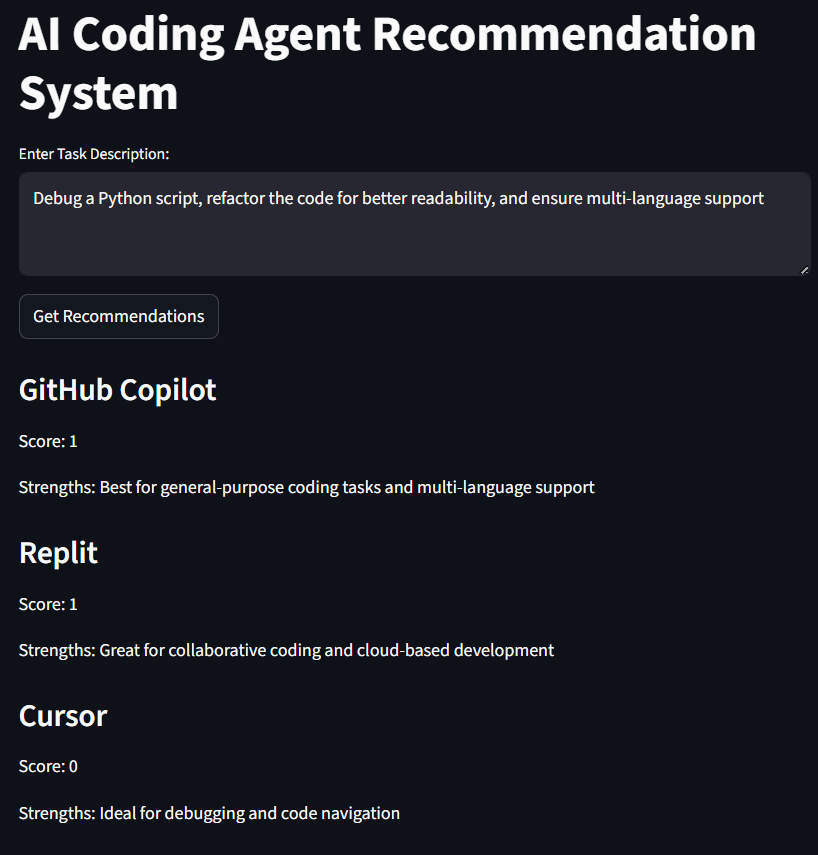 AI Coding Agent Recommendation
System
Enter Task Description:
Debug a Python script, refactor the code for better readability, and ensure multi-language support
Get Recommendations
GitHub Copilot
Score: 1
Strengths: Best for general-purpose coding tasks and multi-language support
Replit
Score: 1
Strengths: Great for collaborative coding and cloud-based development
Cursor
Score: 0
Strengths: Ideal for debugging and code navigation